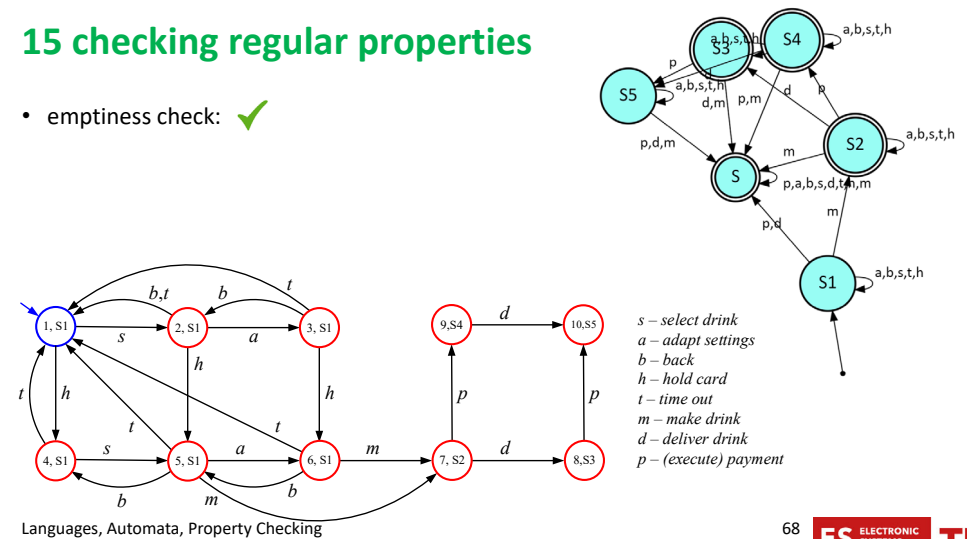 15 checking regular properties
• emptiness check:
S3
a,b,s,t,h
S4
a,b,s,t,h
p
d
S5
a,b,s,t,h
d,m
p,m
d
p
p,d,m
S2
a,b,s,t,h
m
S
p,a,b,s,d,t,h,m
m
p,d
S1
a,b,s,t,h
t
b,t
b
1, S1
s
2, S1
a
3, S1
9,S4
d
10,S5
t
h
h
h
t
t
p
p
4, S1
s
5, S1
a
6, S1
m
7, S2
d
8,S3
b
m
b
s – select drink
a – adapt settings
b – back
h – hold card
t – time out
m – make drink
d – deliver drink
p – (execute) payment
Languages, Automata, Property Checking
68
ELECTRONIC